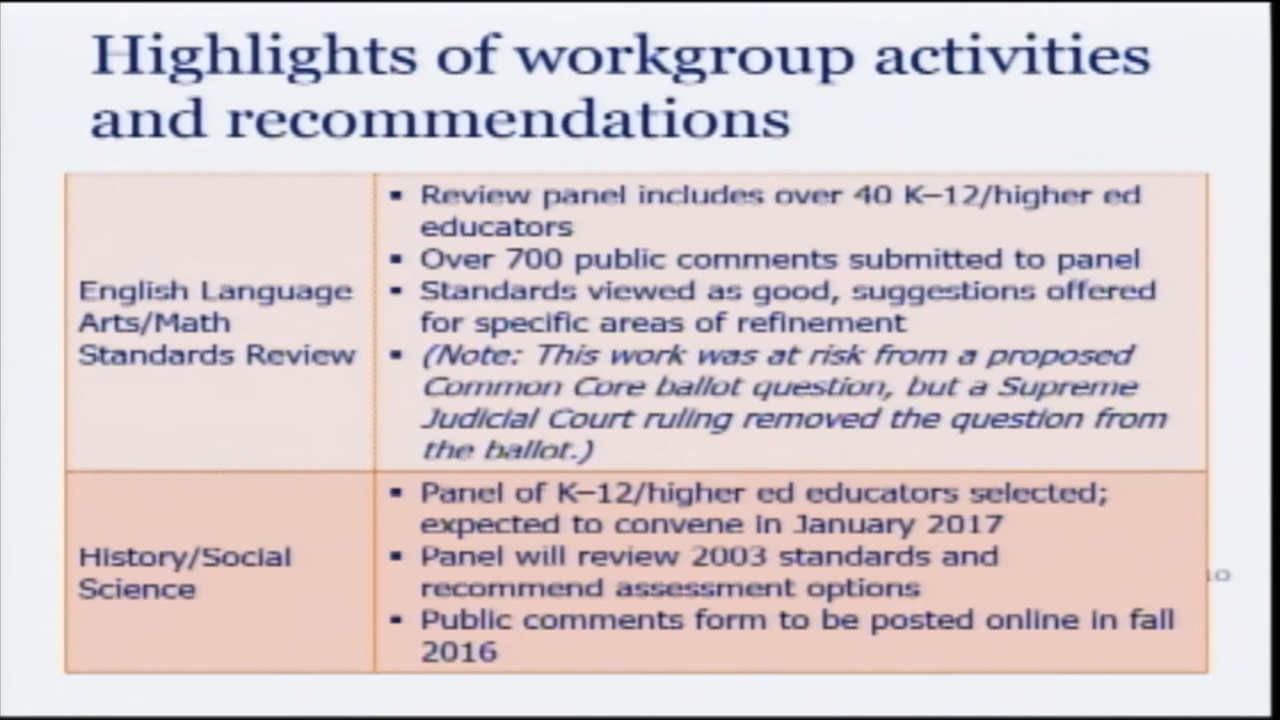 Highlights of workgroup activities
and recommendations
English Language
Arts/Math
Standards Review
▪ Review panel includes over 40 K–12/higher ed
educators
▪ Over 700 public comments submitted to panel
▪ Standards viewed as good, suggestions offered
for specific areas of refinement
▪ (Note: This work was at risk from a proposed
Common Core ballot question, but a Supreme
Judicial Court ruling removed the question from
the ballot.)
History/Social
Science
▪ Panel of K–12/higher ed educators selected;
expected to convene in January 2017
▪ Panel will review 2003 standards and
recommend assessment options
▪ Public comments form to be posted online in fall
2016
10